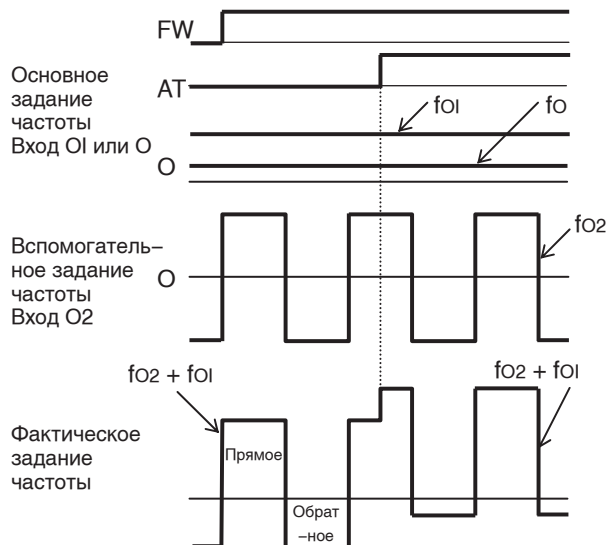 FW
AT
Основное
задание
частоты
Вход OI или O
fOI
fO
O
Вспомогатель–
ное задание
частоты
Вход O2
O
fO2
fO2 + fOI
fO2 + fOI
Фактическое
задание
частоты
Прямое
Обрат
–ное